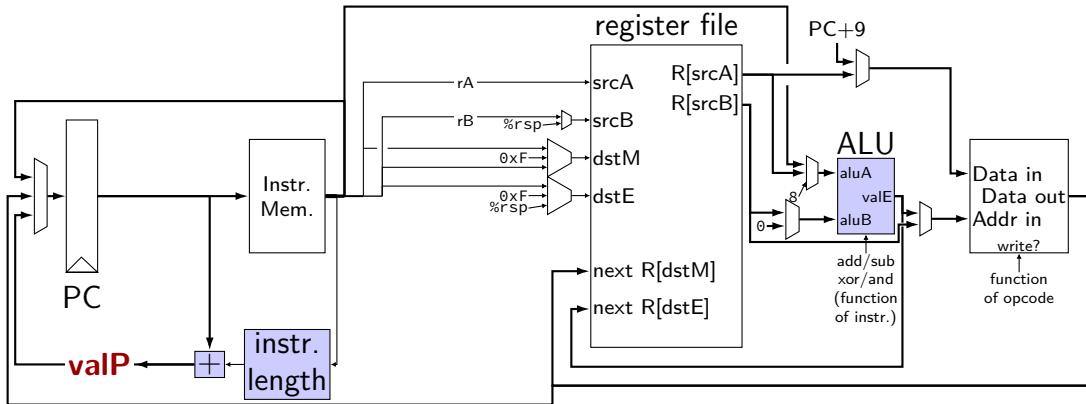 register file
PC+9
rA
srcA
R[srcA]
R[srcB]
rB
%rsp
srcB
ALU
0xF
dstM
Instr.
Mem.
aluA
Data in
0xF
dstE
8
valE
Data out
%rsp
0
aluB
Addr in
write?
add/sub
xor/and
(function
of instr.)
function
of opcode
next R[dstM]
PC
next R[dstE]
valP
+
instr.
length